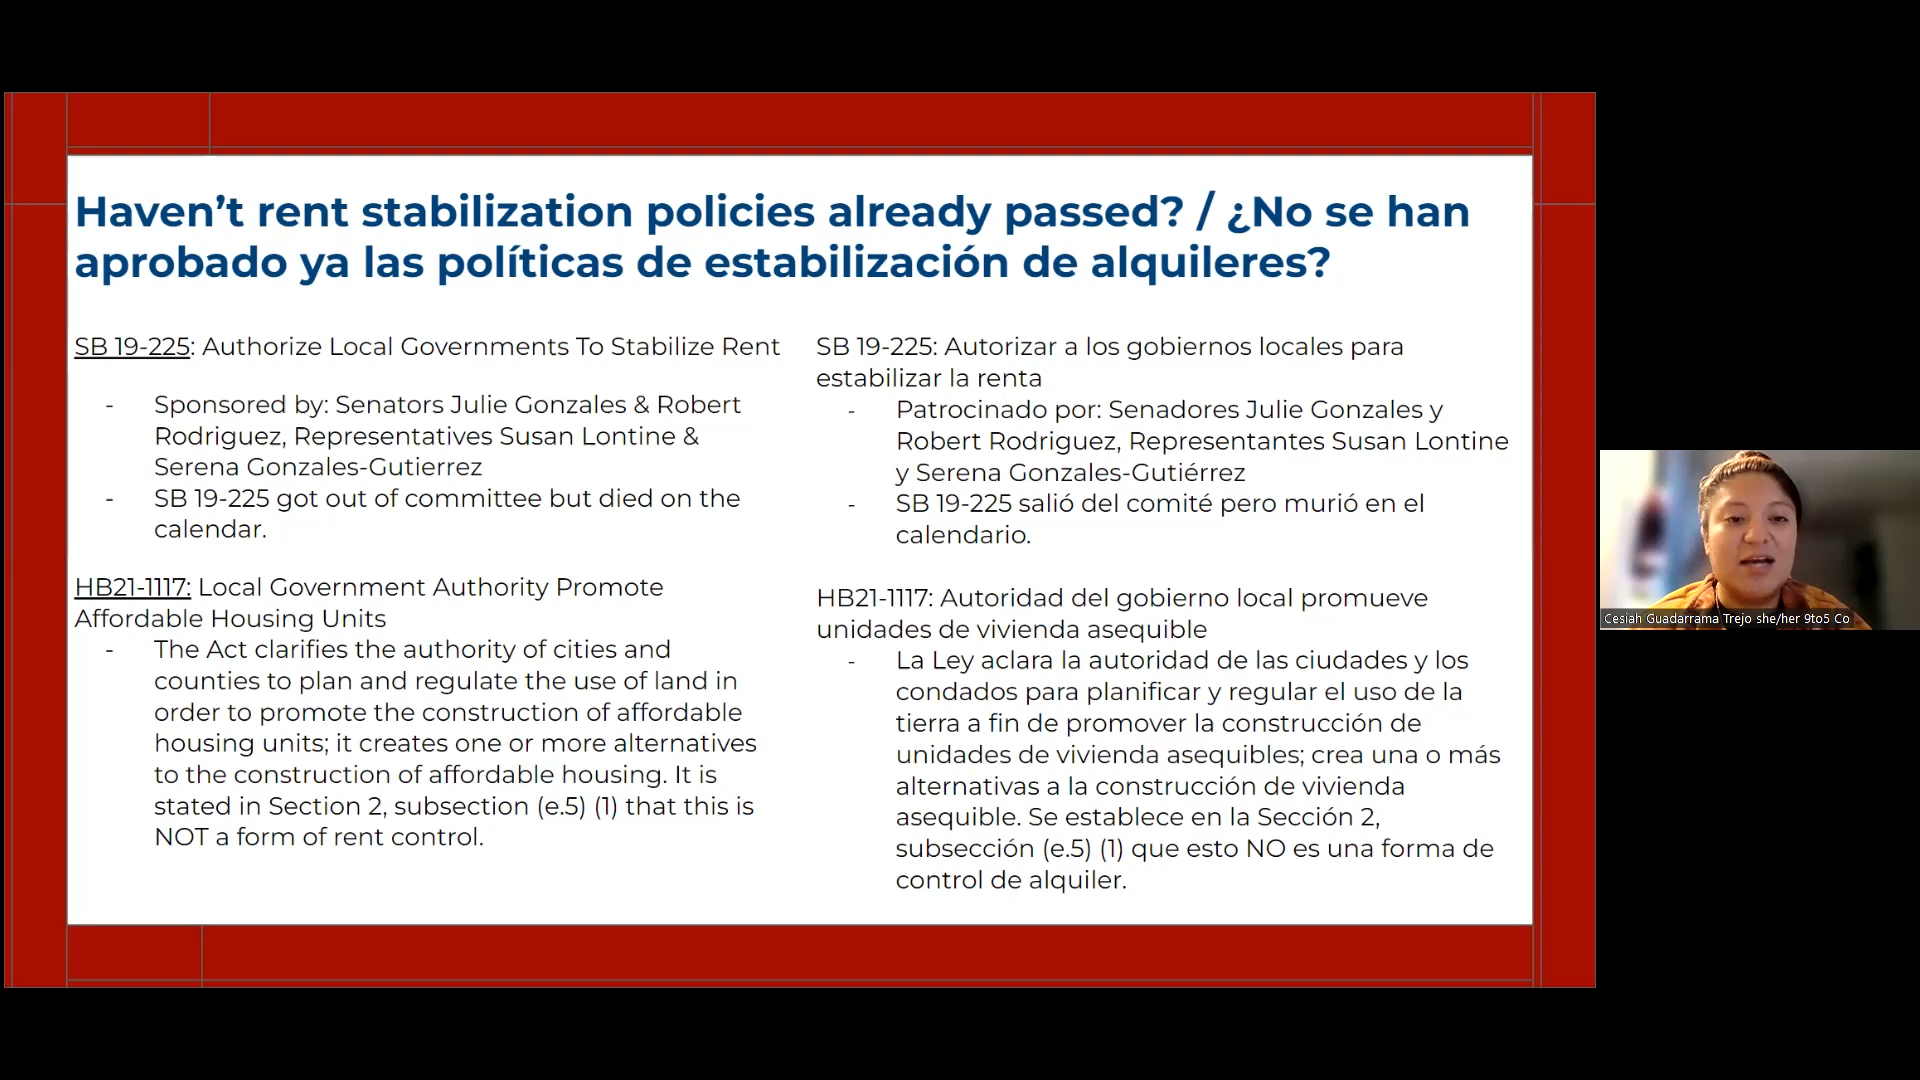 Haven’t rent stabilization policies already passed? / ¿No se han
aprobado ya las políticas de estabilización de alquileres?
SB 19-225: Authorize Local Governments To Stabilize Rent
- Sponsored by: Senators Julie Gonzales & Robert
Rodriguez, Representatives Susan Lontine &
Serena Gonzales-Gutierrez
- SB 19-225 got out of committee but died on the
calendar.
HB21-1117: Local Government Authority Promote
Affordable Housing Units
- The Act clarifies the authority of cities and
counties to plan and regulate the use of land in
order to promote the construction of affordable
housing units; it creates one or more alternatives
to the construction of affordable housing. It is
stated in Section 2, subsection (e.5) (1) that this is
NOT a form of rent control.
SB 19-225: Autorizar a los gobiernos locales para
estabilizar la renta
- Patrocinado por: Senadores Julie Gonzales y
Robert Rodriguez, Representantes Susan Lontine
y Serena Gonzales-Gutiérrez
- SB 19-225 salió del comité pero murió en el
calendario.
HB21-1117: Autoridad del gobierno local promueve
unidades de vivienda asequible
- La Ley aclara la autoridad de las ciudades y los
condados para planificar y regular el uso de la
tierra a fin de promover la construcción de
unidades de vivienda asequibles; crea una o más
alternativas a la construcción de vivienda
asequible. Se establece en la Sección 2,
subsección (e.5) (1) que esto NO es una forma de
control de alquiler.
Cesiah Guadarrama Trejo she/her 9to5 Co